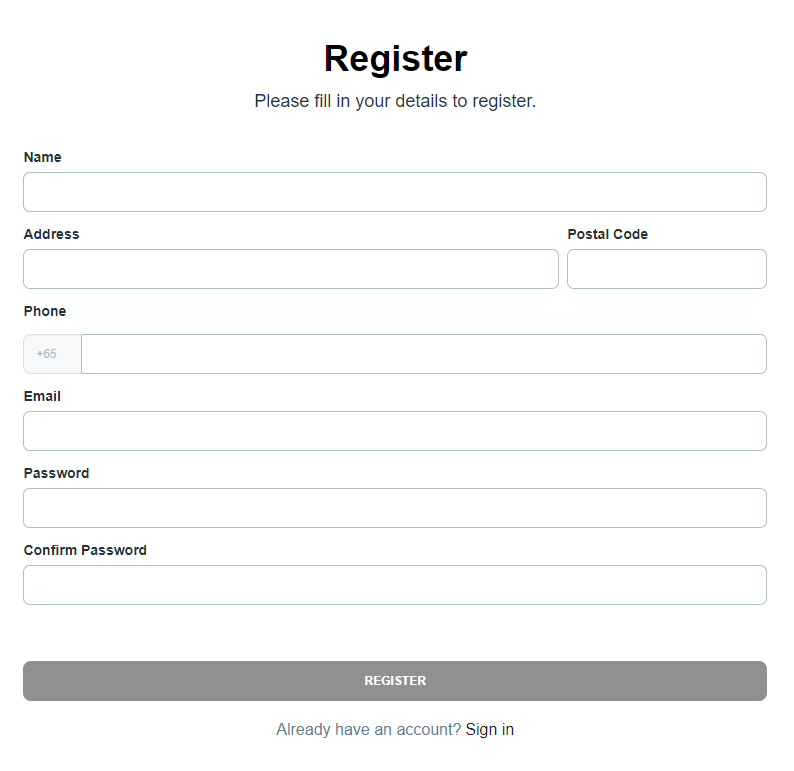 Register
Please fill in your details to register.
Name
Address Postal Code
Phone
+65
Email
Password
Confirm Password
REGISTER
Already have an account? Sign in